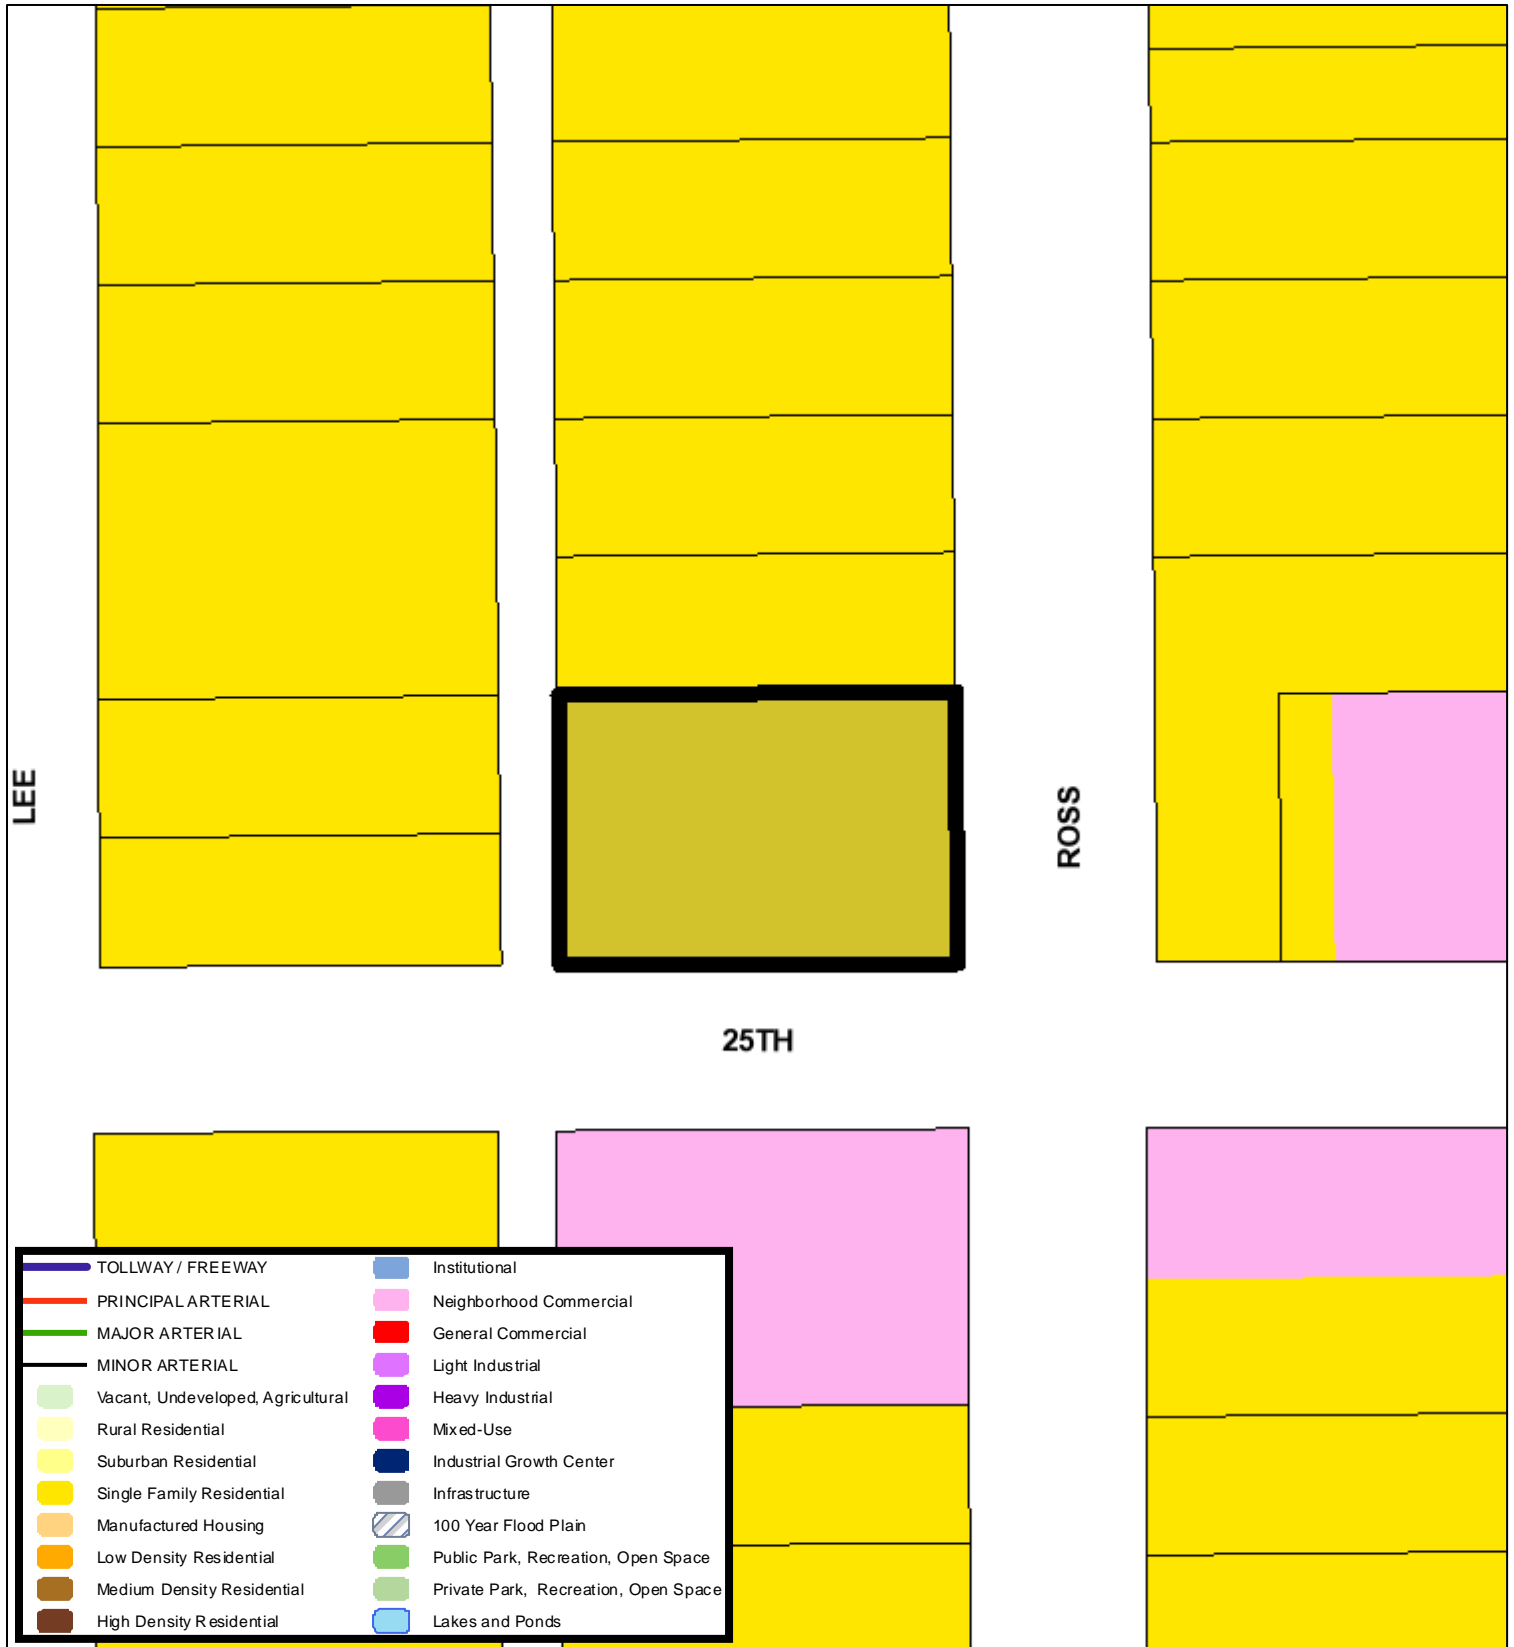 LEE
ROSS
25TH
TOLLWAY / FREEWAY
PRINCIPAL ARTERIAL
MAJOR ARTERIAL
MINOR ARTERIAL
Vacant, Undeveloped, Agricultural
Rural Residential
Suburban Residential
Single Family Residential
Manufactured Housing
Low Density Residential
Medium Density Residential
High Density Residential
Institutional
Neighborhood Commercial
General Commercial
Light Industrial
Heavy Industrial
Mixed-Use
Industrial Growth Center
Infrastructure
100 Year Flood Plain
Public Park, Recreation, Open Space
Private Park, Recreation, Open Space
Lakes and Ponds